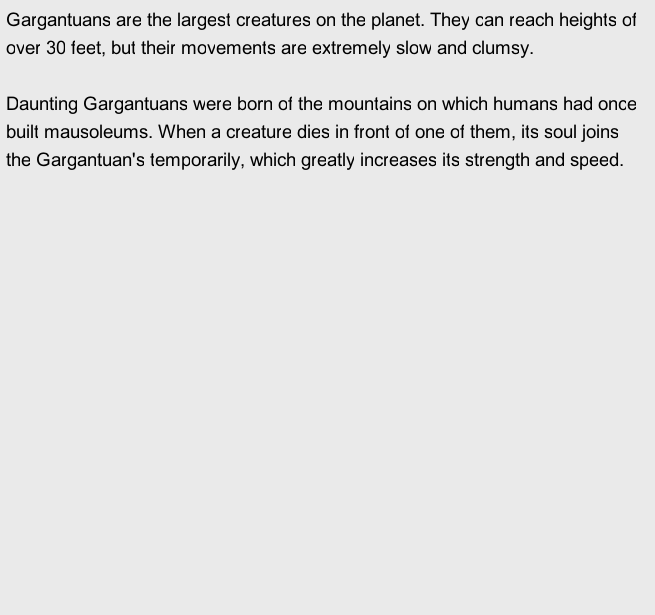 Gargantuans are the largest creatures on the planet. They can reach heights of
over 30 feet, but their movements are extremely slow and clumsy.

Daunting Gargantuans were born of the mountains on which humans had once
built mausoleums. When a creature dies in front of one of them, its soul joins
the Gargantuan's temporarily, which greatly increases its strength and speed.